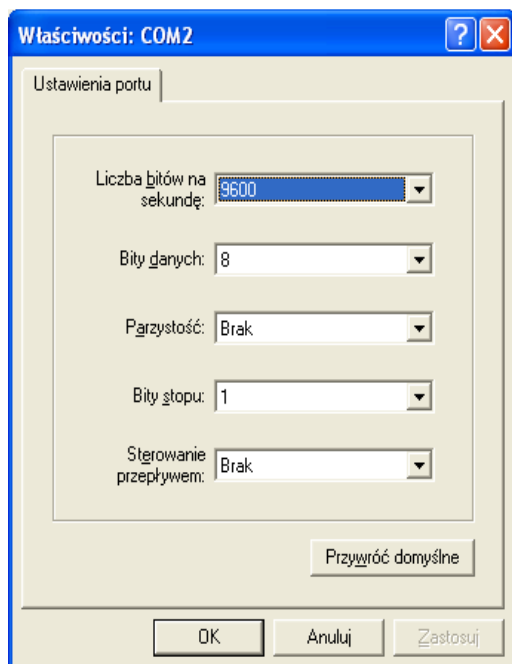 Właściwości: COM2
Ustawienia portu
Liczba bitów na
sekundę:
9600
Bity danych:
8
Parzystość:
Brak
Bity stopu:
1
Sterowanie
przepływem:
Brak
Przywróć domyślne
OK
Anuluj
Zastosuj